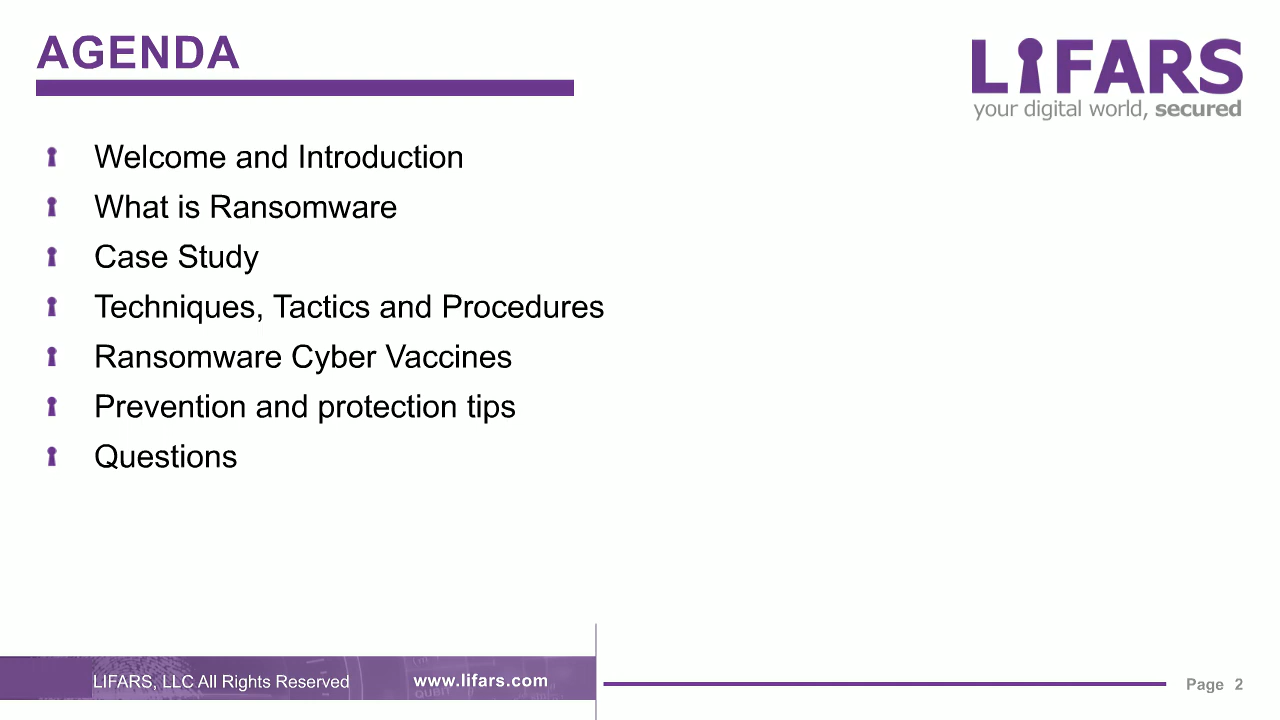 AGENDA
LIFARS
your digital world, secured
Welcome and Introduction
What is Ransomware
Case Study
Techniques, Tactics and Procedures
Ransomware Cyber Vaccines
Prevention and protection tips
Questions
LIFARS, LLC All Rights Reserved
www.lifars.com
Page 2